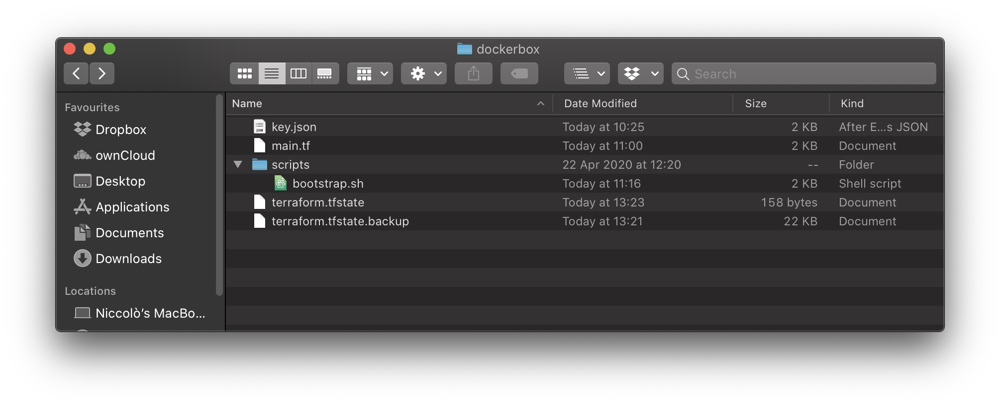 dockerbox
Search
Favourites
Dropbox
ownCloud
Desktop
Applications
Documents
Downloads
Locations
Niccolò’s MacBo...
Name Date Modified Size Kind
JSON key.json Today at 10:25 2 KB After E...s JSON
main.tf Today at 11:00 2 KB Document
scripts 22 Apr 2020 at 12:20 -- Folder
bootstrap.sh Today at 11:16 2 KB Shell script
terraform.tfstate Today at 13:23 158 bytes Document
terraform.tfstate.backup Today at 13:21 22 KB Document